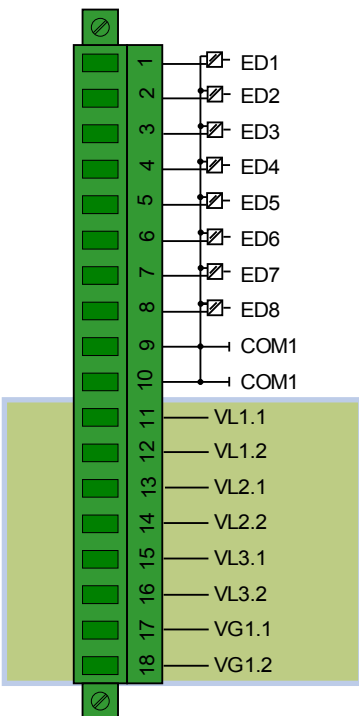 1 ED1
2 ED2
3 ED3
4 ED4
5 ED5
6 ED6
7 ED7
8 ED8
9 COM1
10 COM1
11 VL1.1
12 VL1.2
13 VL2.1
14 VL2.2
15 VL3.1
16 VL3.2
17 VG1.1
18 VG1.2